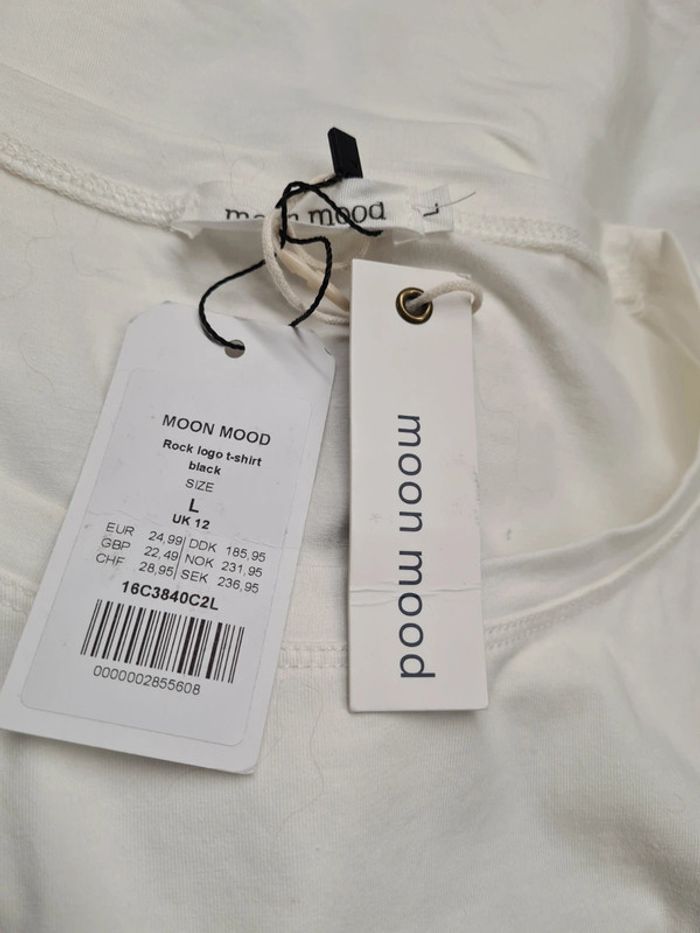 moon mood
L
MOON MOOD
Rock logo t-shirt
black
SIZE
L
UK 12
EUR 24,99 DDK 185,95
GBP 22,49 NOK 231,95
CHF 28,95 SEK 236,95
16C3840C2L
0000002855608
moon mood